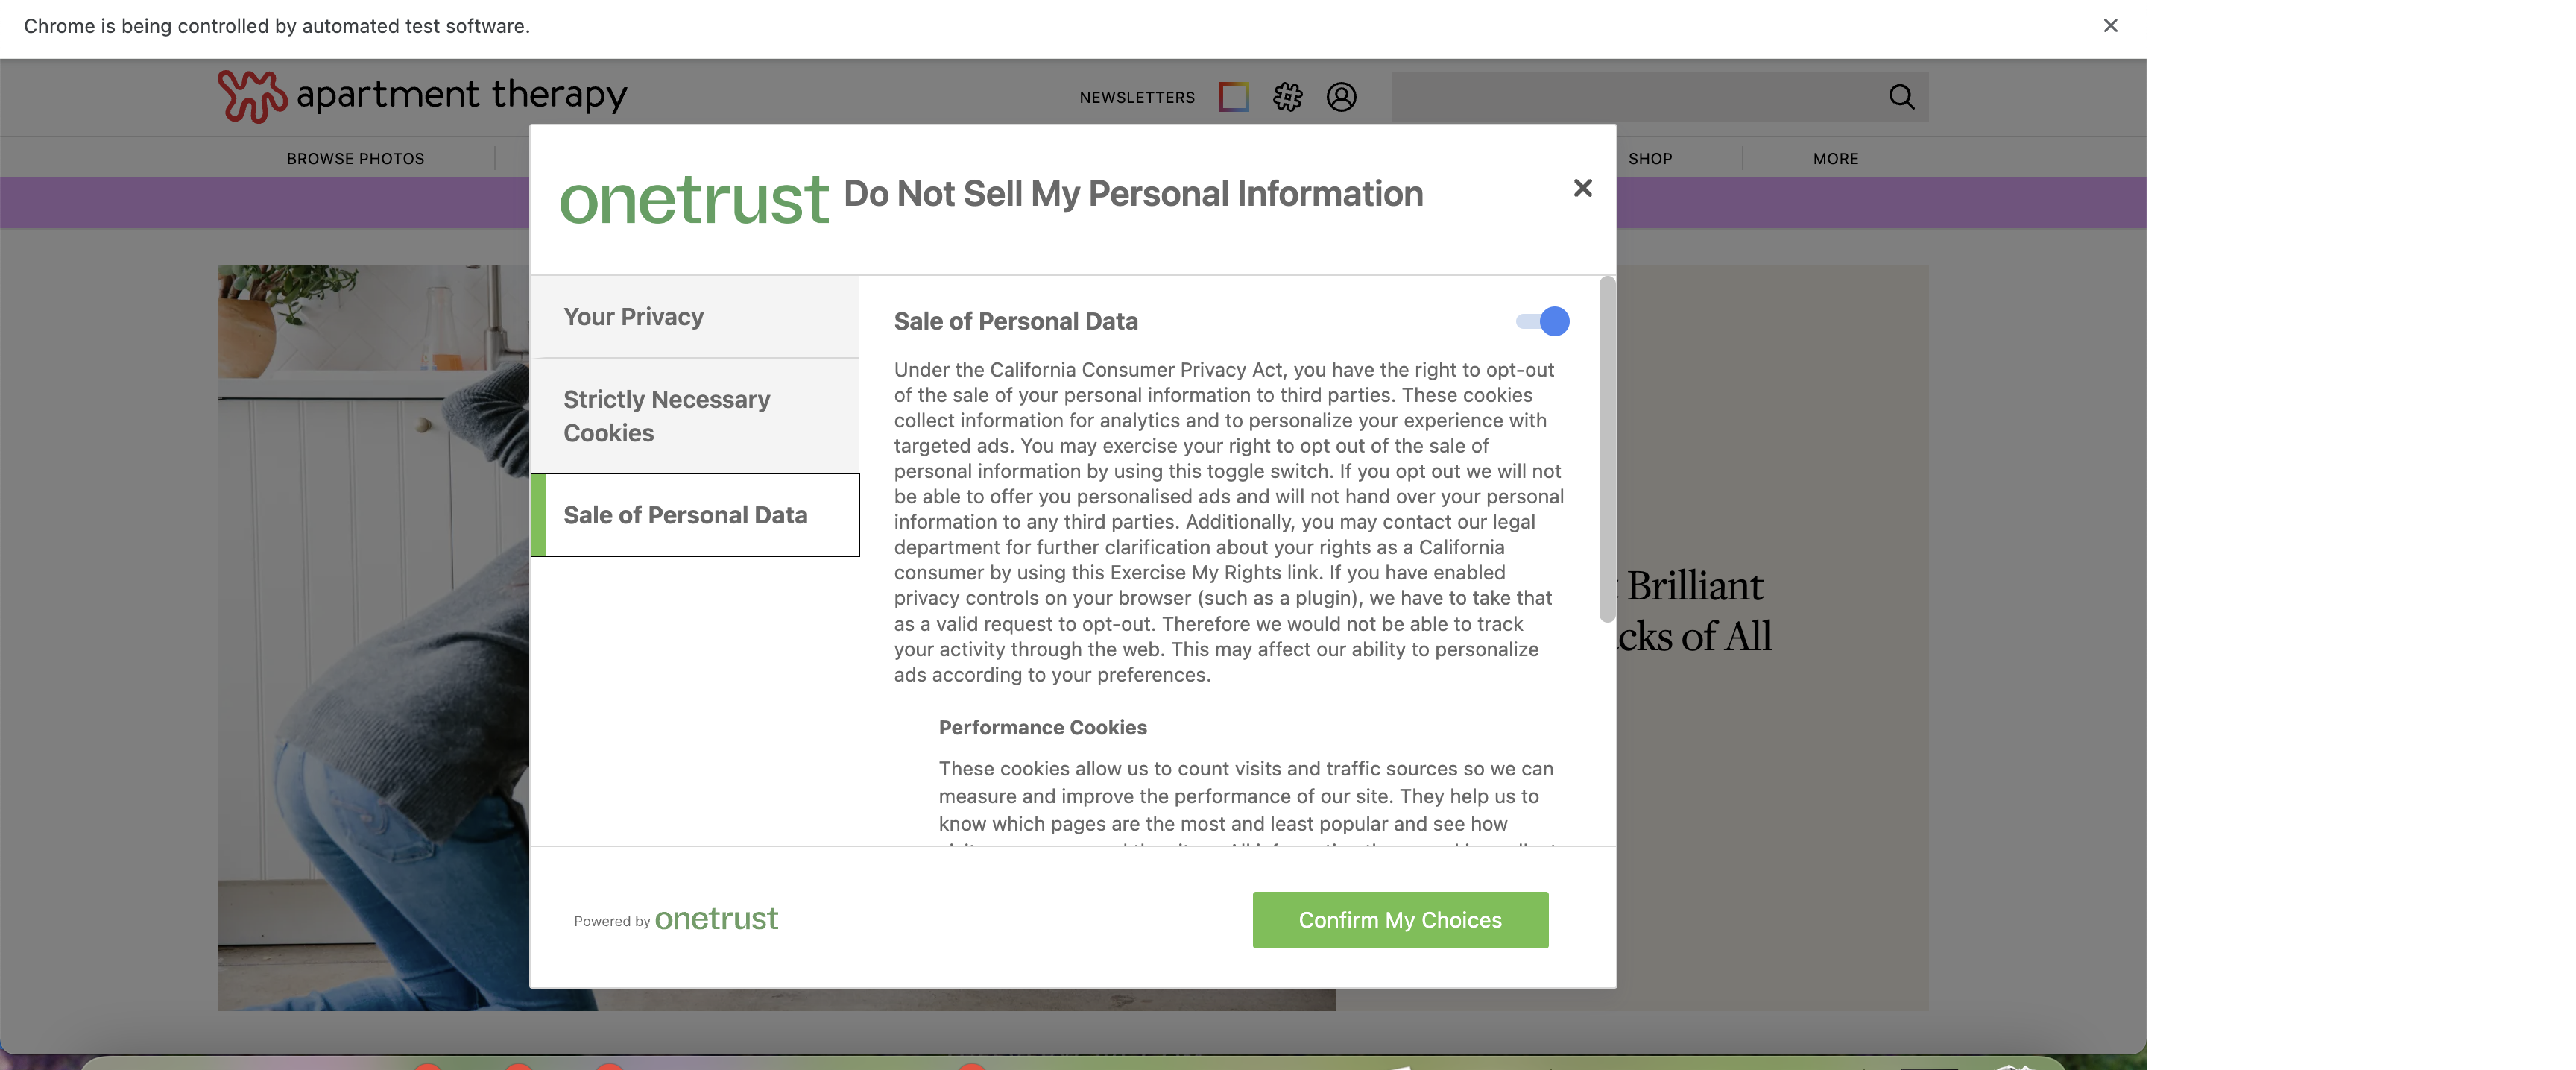 Chrome is being controlled by automated test software.
apartment therapy
NEWSLETTERS
BROWSE PHOTOS
SHOP
MORE
onetrust Do Not Sell My Personal Information
Your Privacy
Strictly Necessary
Cookies
Sale of Personal Data
Sale of Personal Data
Under the California Consumer Privacy Act, you have the right to opt-out
of the sale of your personal information to third parties. These cookies
collect information for analytics and to personalize your experience with
targeted ads. You may exercise your right to opt out of the sale of
personal information by using this toggle switch. If you opt out we will not
be able to offer you personalised ads and will not hand over your personal
information to any third parties. Additionally, you may contact our legal
department for further clarification about your rights as a California
consumer by using this Exercise My Rights link. If you have enabled
privacy controls on your browser (such as a plugin), we have to take that
as a valid request to opt-out. Therefore we would not be able to track
your activity through the web. This may affect our ability to personalize
ads according to your preferences.
Performance Cookies
These cookies allow us to count visits and traffic sources so we can
measure and improve the performance of our site. They help us to
know which pages are the most and least popular and see how
Brilliant
cks of All
Powered by onetrust
Confirm My Choices